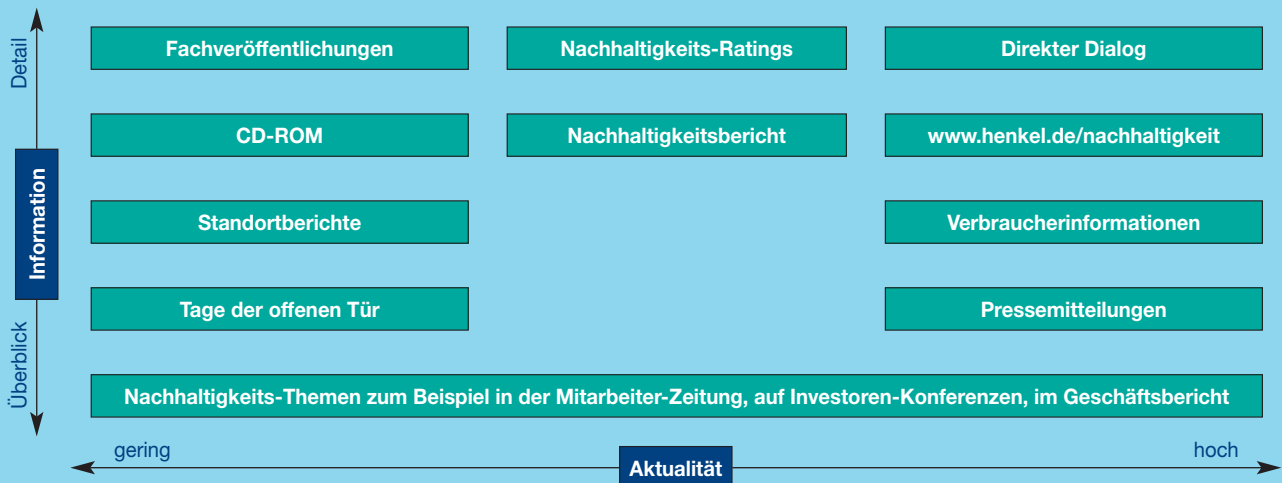 Detail
Fachveröffentlichungen
Nachhaltigkeits-Ratings
Direkter Dialog
CD-ROM
Nachhaltigkeitsbericht
www.henkel.de/nachhaltigkeit
Information
Standortberichte
Verbraucherinformationen
Tage der offenen Tür
Pressemitteilungen
Überblick
Nachhaltigkeits-Themen zum Beispiel in der Mitarbeiter-Zeitung, auf Investoren-Konferenzen, im Geschäftsbericht
gering
hoch
Aktualität